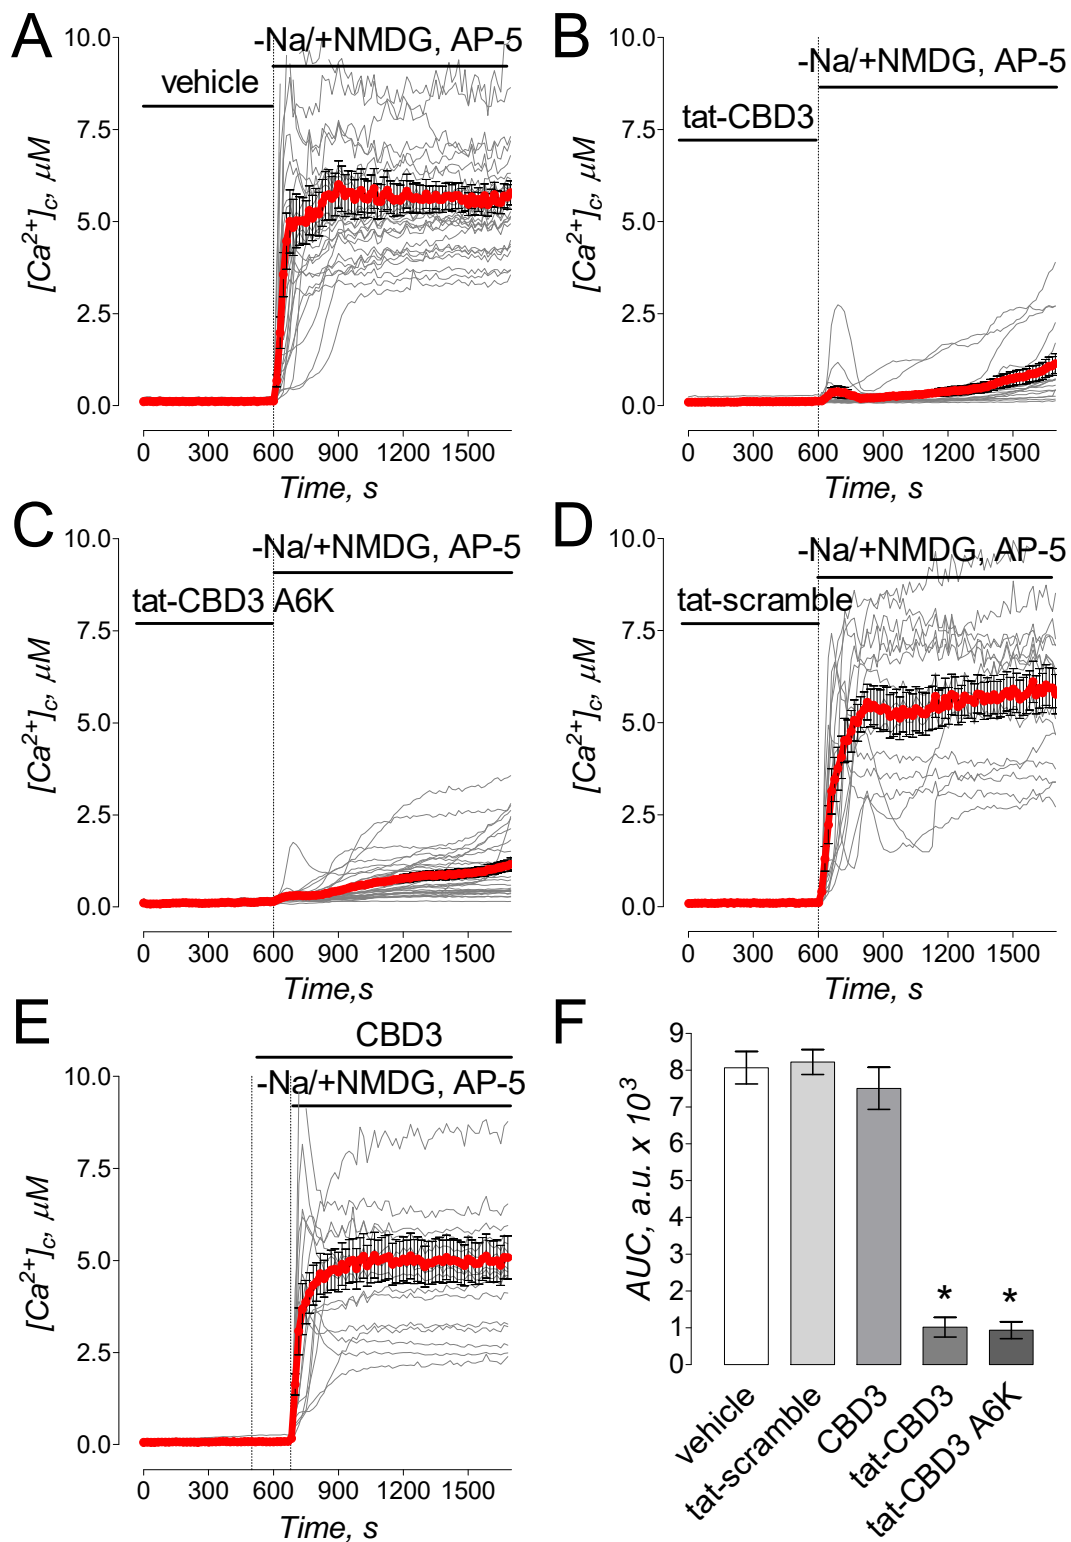 A
-Na/+NMDG, AP-5
vehicle
10.0
7.5
5.0
2.5
0.0
[Ca²⁺]c, μM
0 300 600 900 1200 1500
Time, s
B
-Na/+NMDG, AP-5
tat-CBD3
10.0
7.5
5.0
2.5
0.0
[Ca²⁺]c, μM
0 300 600 900 1200 1500
Time, s
C
-Na/+NMDG, AP-5
tat-CBD3 A6K
10.0
7.5
5.0
2.5
0.0
[Ca²⁺]c, μM
0 300 600 900 1200 1500
Time,s
D
-Na/+NMDG, AP-5
tat-scramble
10.0
7.5
5.0
2.5
0.0
[Ca²⁺]c, μM
0 300 600 900 1200 1500
Time, s
E
CBD3
-Na/+NMDG, AP-5
10.0
7.5
5.0
2.5
0.0
[Ca²⁺]c, μM
0 300 600 900 1200 1500
Time, s
F
9
8
7
6
5
4
3
2
1
0
AUC, a.u. x 10³
* *
vehicle
tat-scramble
CBD3
tat-CBD3
tat-CBD3 A6K